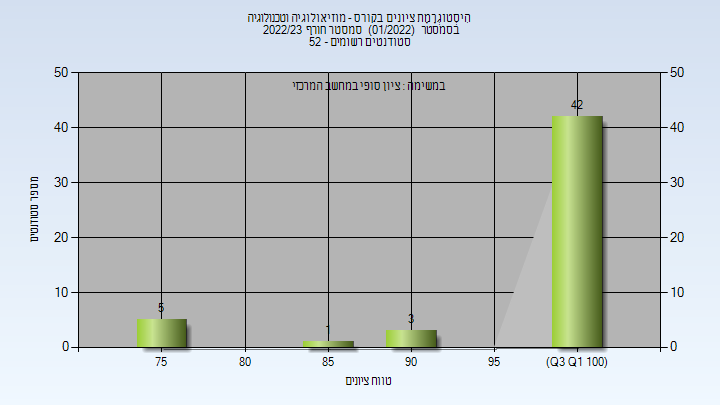 היסטוגרמת ציונים בקורס - מוזיאולוגיה וטכנולוגיה
בסמסטר (01/2022) סמסטר חורף 2022/23
סטודנטים רשומים - 52
במשימה : ציון סופי במחשב המרכזי
50 50
42
40 40
30 30
20 20
10 10
5 1 3
0 0
75 80 85 90 95 (Q3 Q1 100)
מספר סטודנטים
טווח ציונים